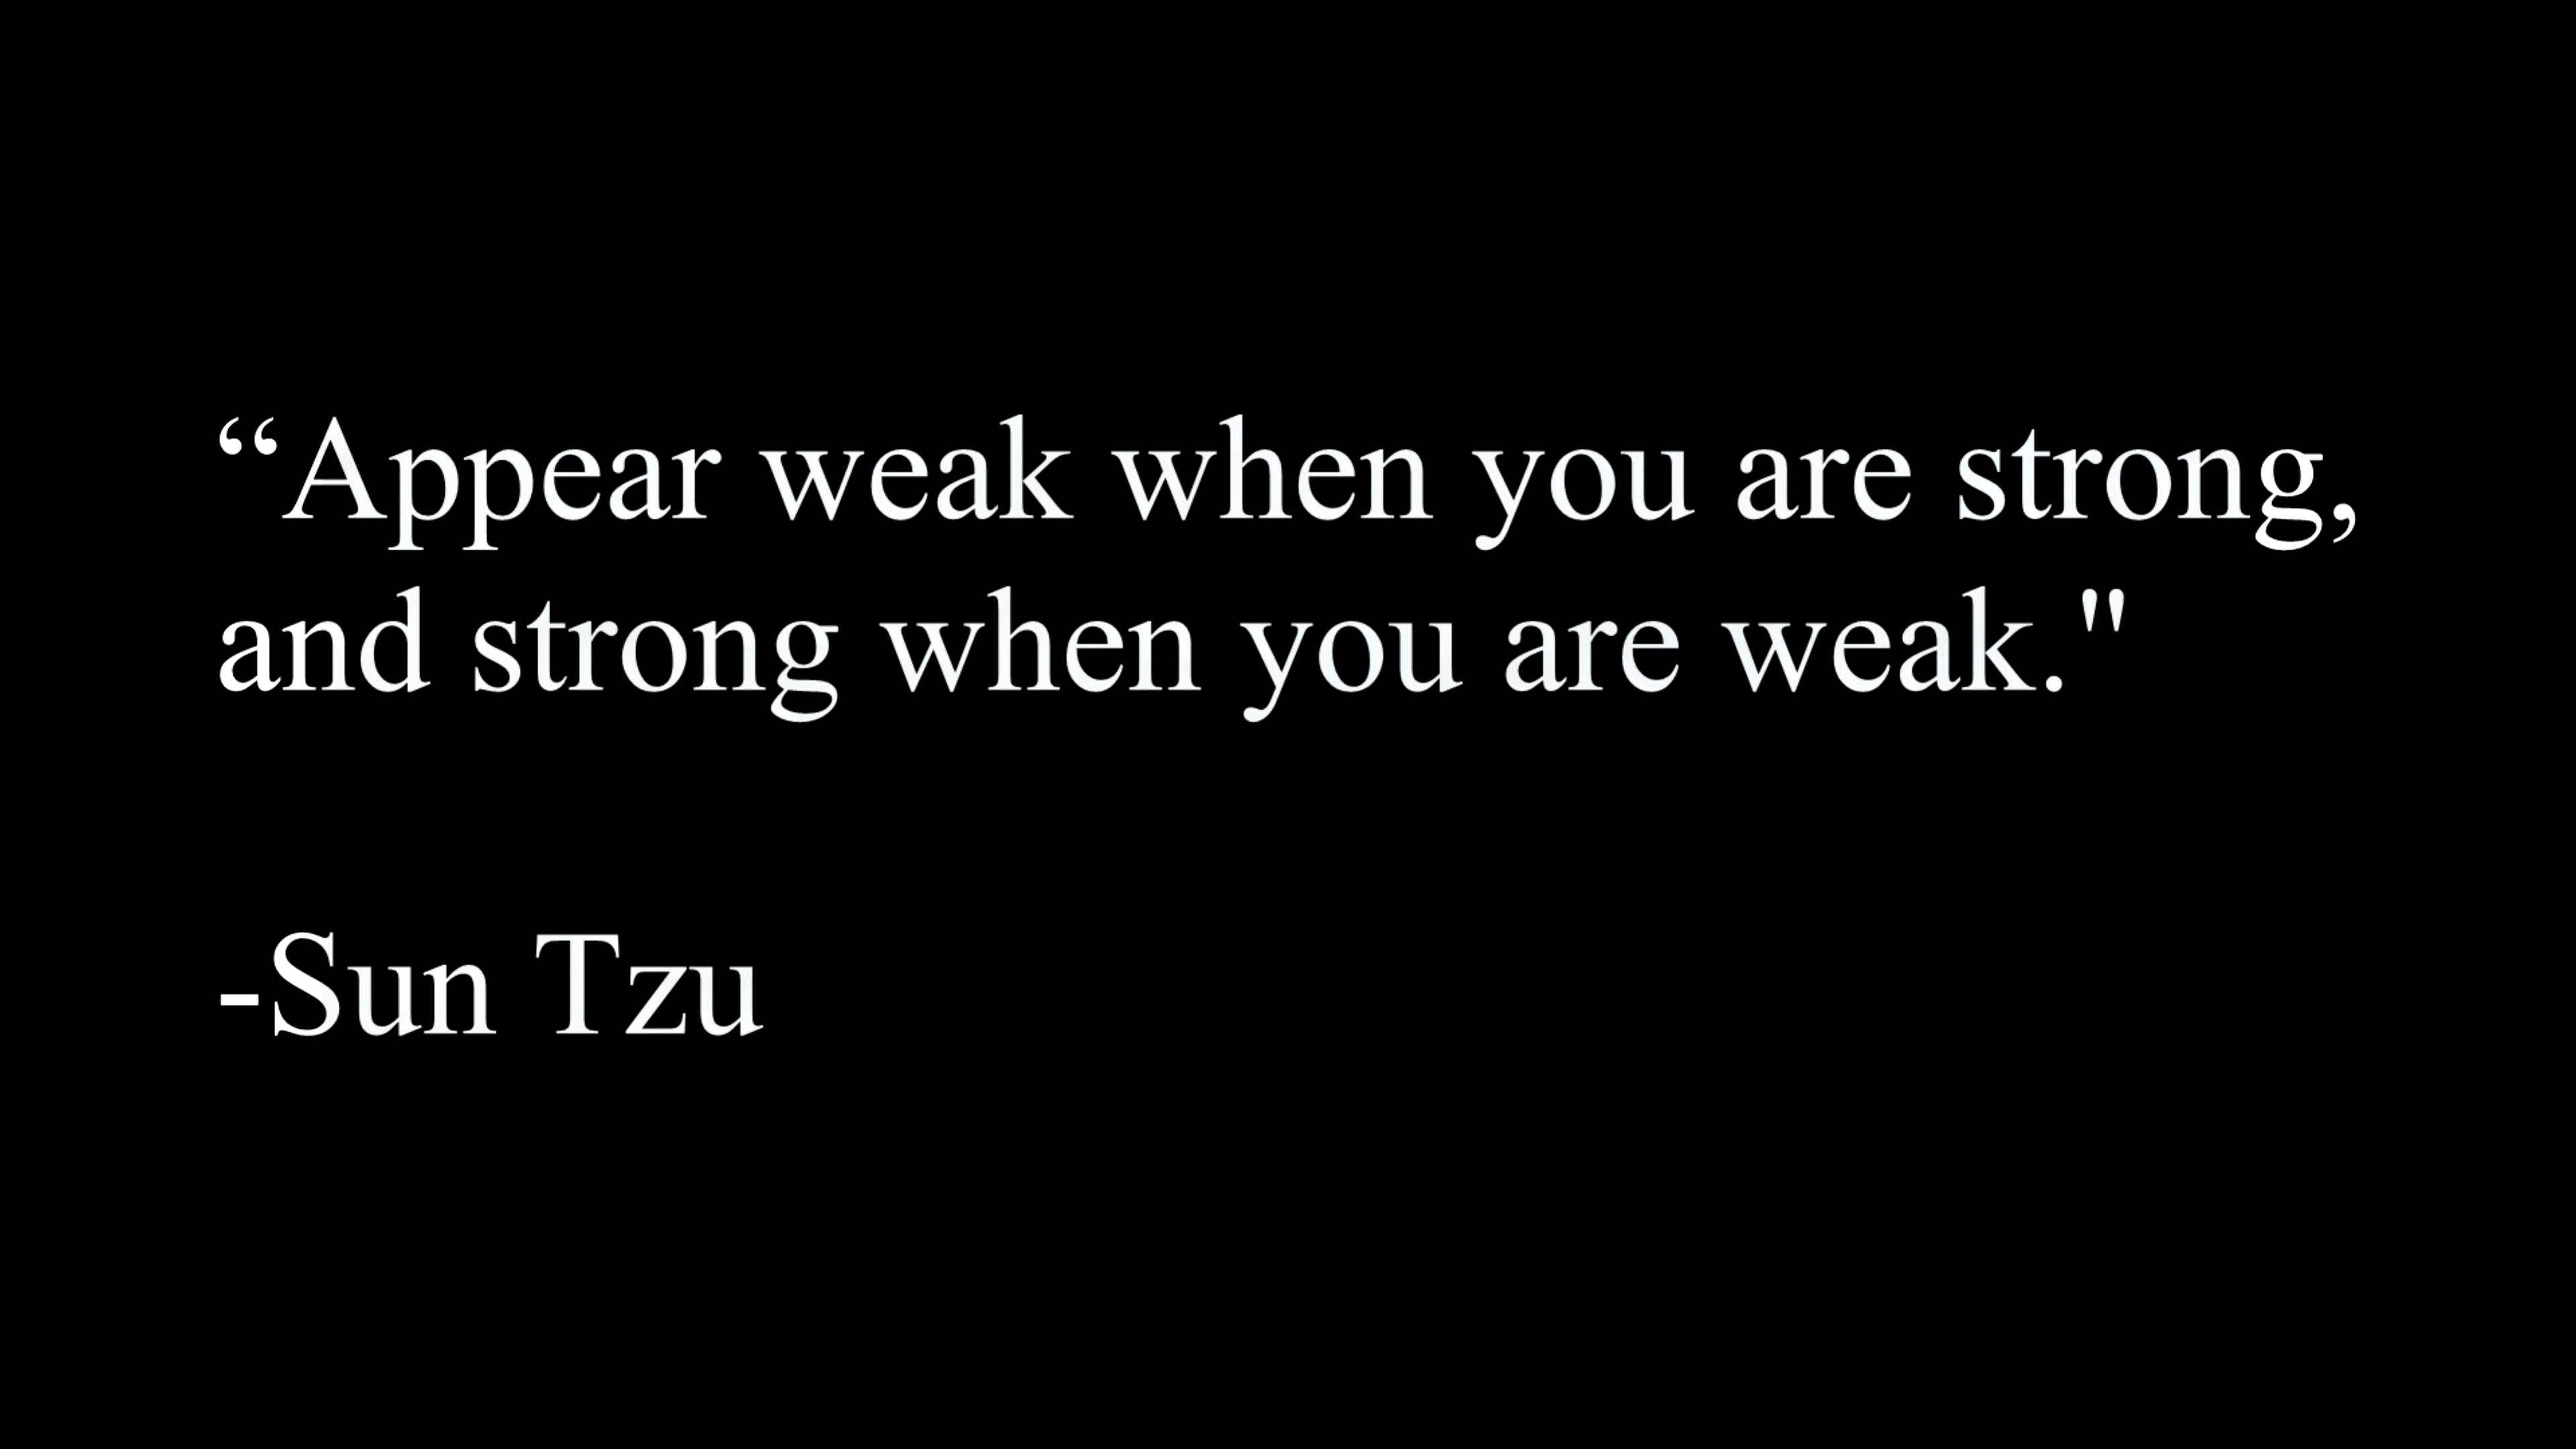 “Appear weak when you are strong,
and strong when you are weak."
-Sun Tzu